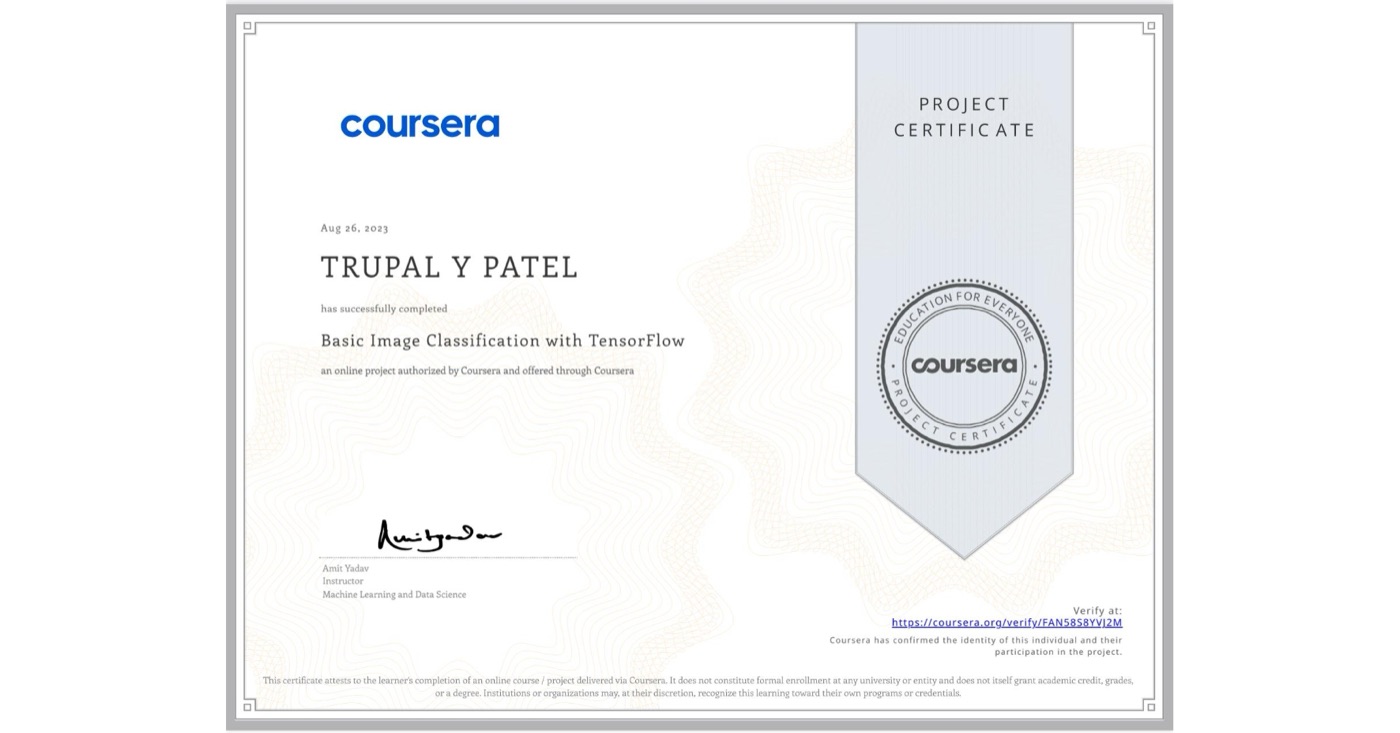 coursera
PROJECT
CERTIFICATE
Aug 26, 2023
TRUPAL Y PATEL
has successfully completed
Basic Image Classification with TensorFlow
an online project authorized by Coursera and offered through Coursera
EDUCATION FOR EVERYONE
coursera
PROJECT CERTIFICATE
Amit Yadav
Amit Yadav
Instructor
Machine Learning and Data Science
Verify at:
https://coursera.org/verify/FAN58S8YVJ2M
Coursera has confirmed the identity of this individual and their
participation in the project.
This certificate attests to the learner's completion of an online course / project delivered via Coursera. It does not constitute formal enrollment at any university or entity and does not itself grant academic credit, grades,
or a degree. Institutions or organizations may, at their discretion, recognize this learning toward their own programs or credentials.